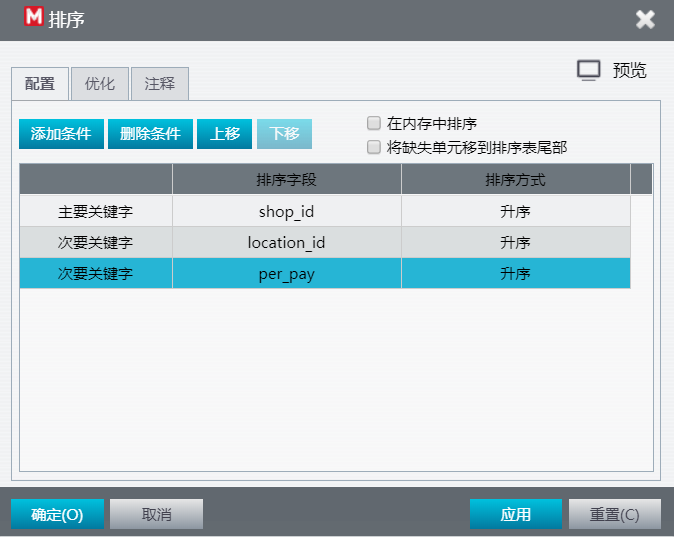 M 排序
预览
配置 优化 注释
添加条件 删除条件 上移 下移
在内存中排序
将缺失单元移到排序表尾部
排序字段 排序方式
主要关键字 shop_id 升序
次要关键字 location_id 升序
次要关键字 per_pay 升序
确定(O) 取消 应用 重置(C)